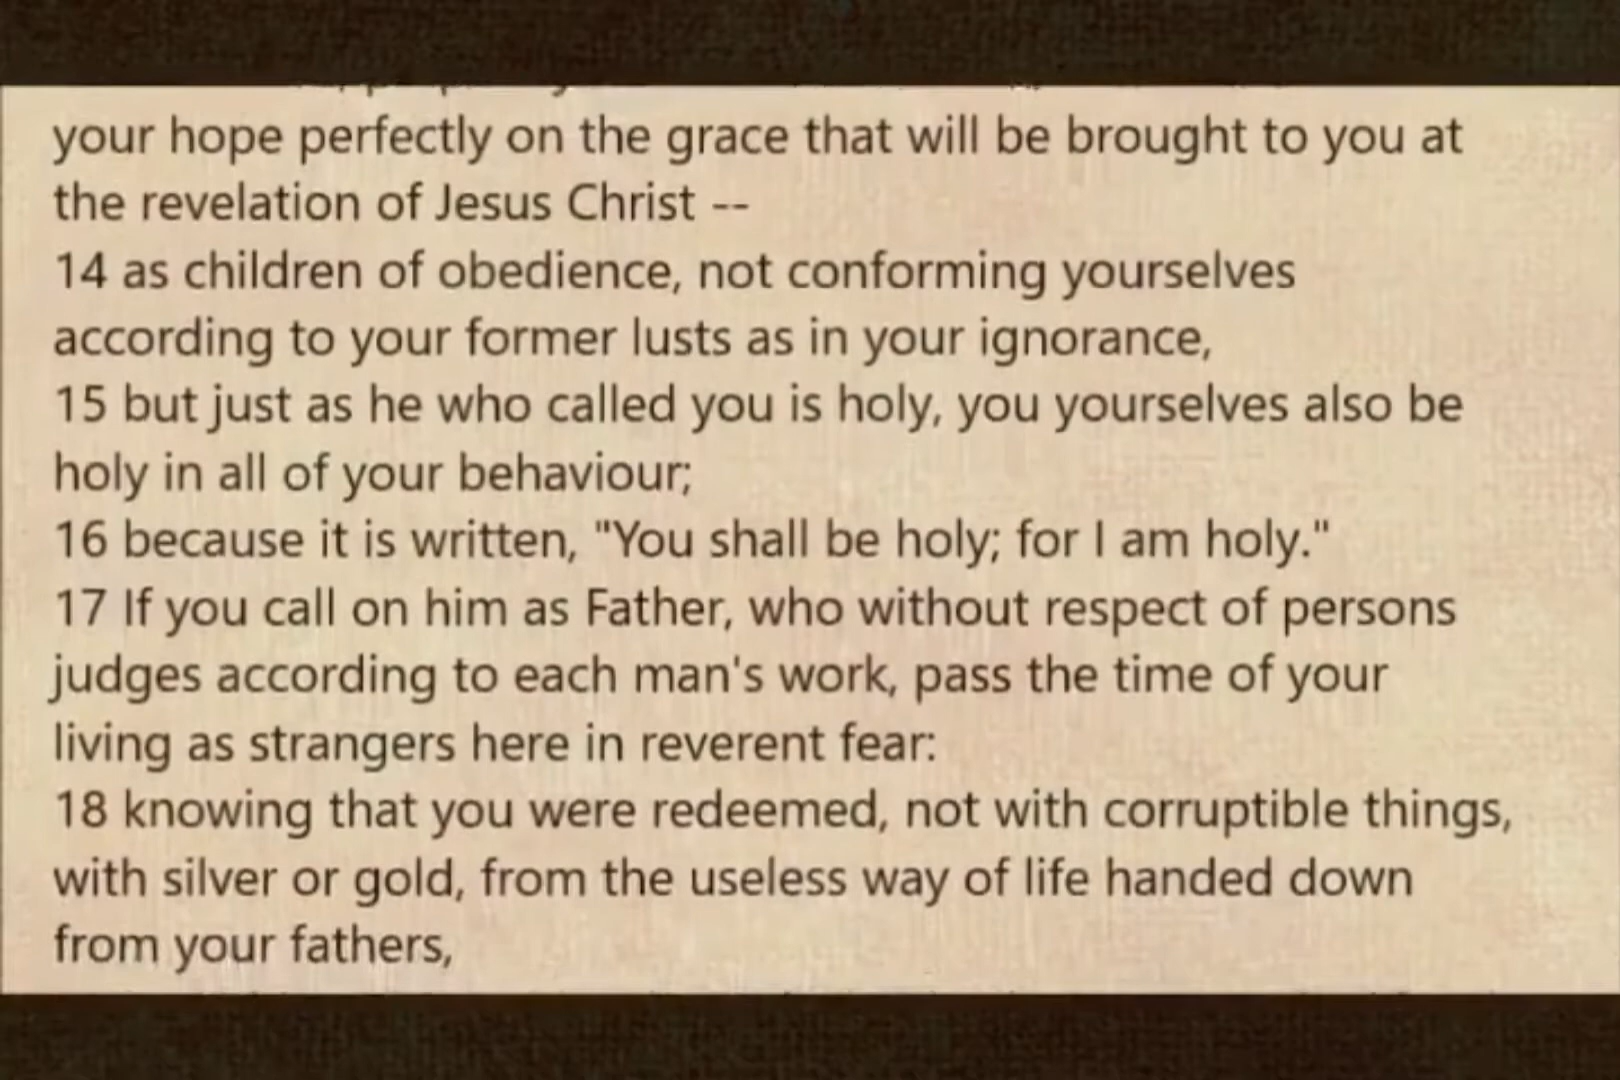 your hope perfectly on the grace that will be brought to you at
the revelation of Jesus Christ --
14 as children of obedience, not conforming yourselves
according to your former lusts as in your ignorance,
15 but just as he who called you is holy, you yourselves also be
holy in all of your behaviour;
16 because it is written, "You shall be holy; for I am holy."
17 If you call on him as Father, who without respect of persons
judges according to each man's work, pass the time of your
living as strangers here in reverent fear:
18 knowing that you were redeemed, not with corruptible things,
with silver or gold, from the useless way of life handed down
from your fathers,